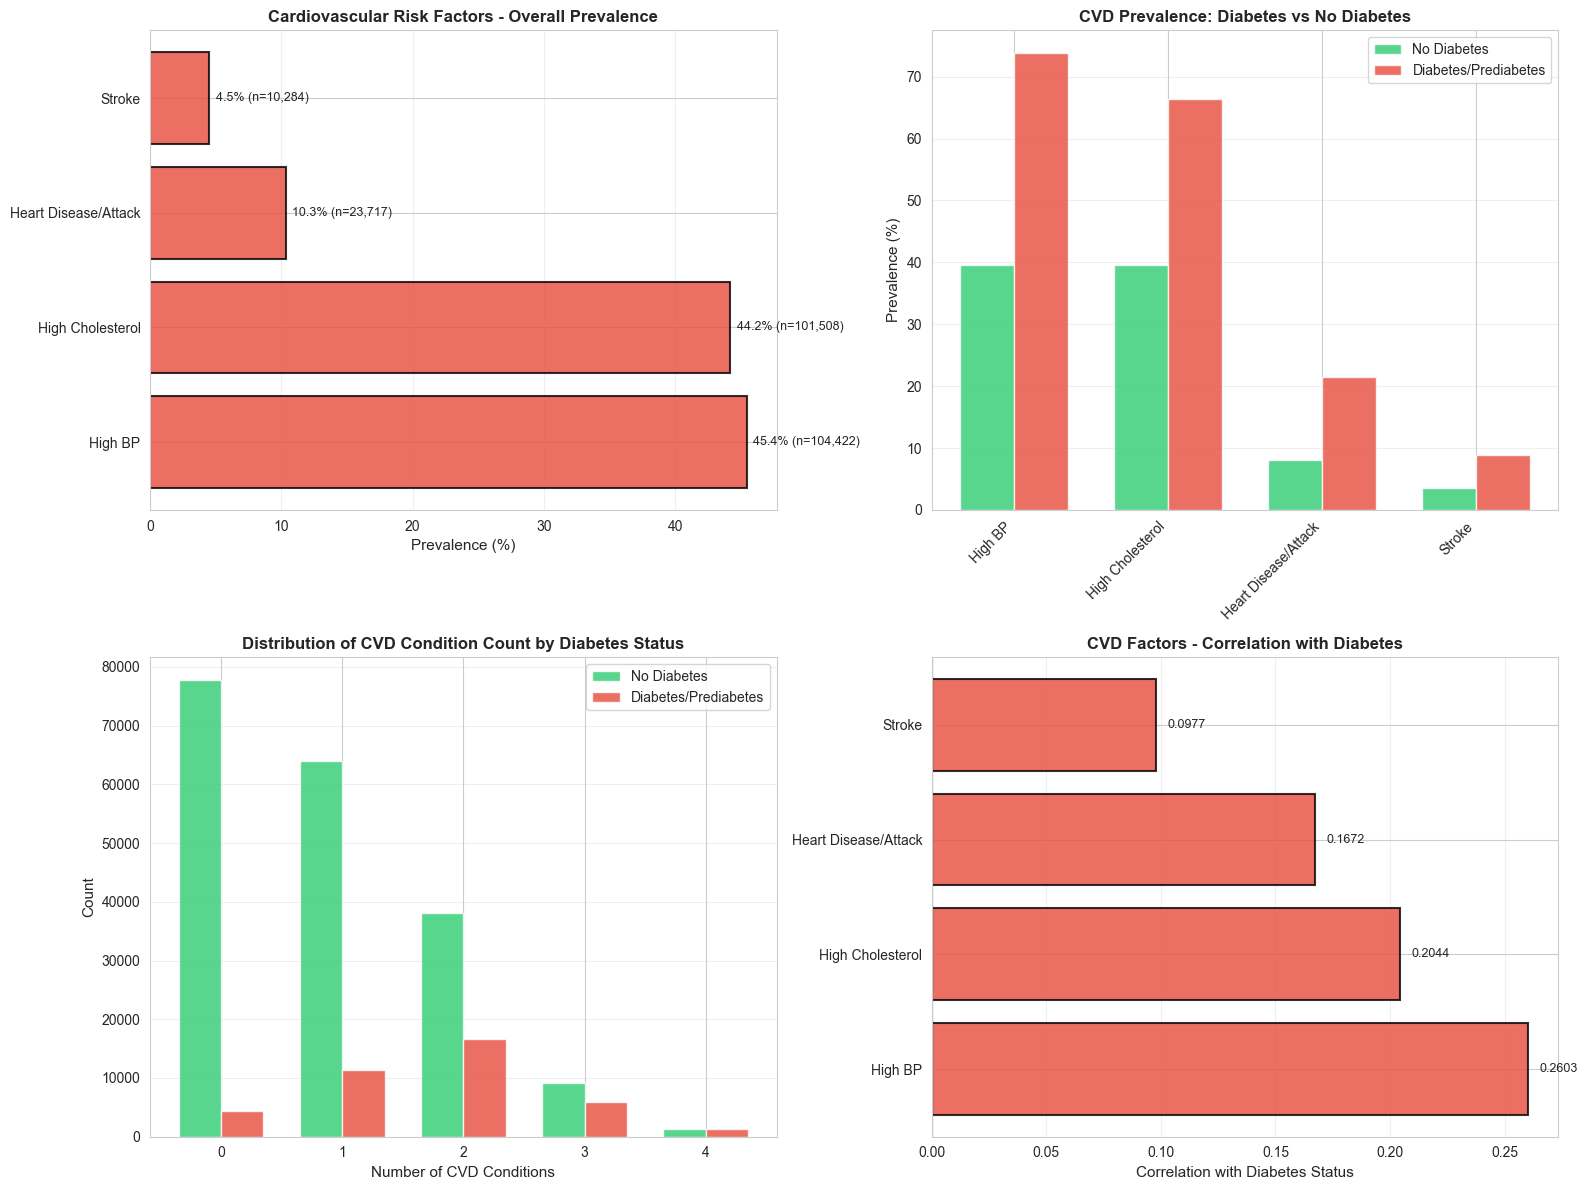 Cardiovascular Risk Factors - Overall Prevalence
Stroke
4.5% (n=10,284)
Heart Disease/Attack
10.3% (n=23,717)
High Cholesterol
44.2% (n=101,508)
High BP
45.4% (n=104,422)
0 10 20 30 40
Prevalence (%)
CVD Prevalence: Diabetes vs No Diabetes
No Diabetes
Diabetes/Prediabetes
Prevalence (%)
70
60
50
40
30
20
10
0
High BP
High Cholesterol
Heart Disease/Attack
Stroke
Distribution of CVD Condition Count by Diabetes Status
No Diabetes
Diabetes/Prediabetes
Count
80000
70000
60000
50000
40000
30000
20000
10000
0
0 1 2 3 4
Number of CVD Conditions
CVD Factors - Correlation with Diabetes
Stroke
0.0977
Heart Disease/Attack
0.1672
High Cholesterol
0.2044
High BP
0.2603
0.00 0.05 0.10 0.15 0.20 0.25
Correlation with Diabetes Status